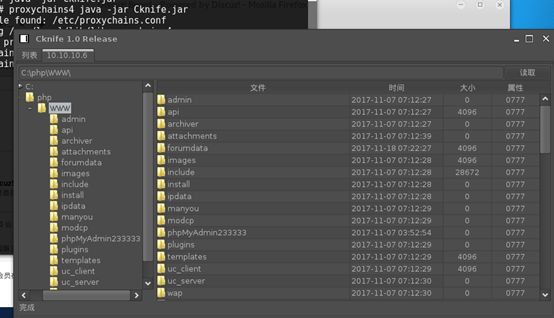 java -jar Cknife.jar
# proxychains4 java -jar Cknife.jar
le found: /etc/proxychains.conf
Powered by Discuz! - Mozilla Firefox
Cknife 1.0 Release
列表 10.10.10.6
C:\php\WWW\ 读取
C:
php
WWW
admin
api
archiver
attachments
forumdata
images
include
install
ipdata
manyou
modcp
phpMyAdmin233333
plugins
templates
uc_client
uc_server
文件 时间 大小 属性
admin 2017-11-07 07:12:27 0 0777
api 2017-11-07 07:12:27 4096 0777
archiver 2017-11-07 07:12:27 0 0777
attachments 2017-11-07 07:12:39 0 0777
forumdata 2017-11-18 07:22:27 4096 0777
images 2017-11-07 07:12:28 4096 0777
include 2017-11-07 07:12:28 28672 0777
install 2017-11-07 07:12:28 0 0777
ipdata 2017-11-07 07:12:28 0 0777
manyou 2017-11-07 07:12:29 0 0777
modcp 2017-11-07 07:12:29 0 0777
phpMyAdmin233333 2017-11-07 03:52:54 0 0777
plugins 2017-11-07 07:12:29 0 0777
templates 2017-11-07 07:12:29 4096 0777
uc_client 2017-11-07 07:12:29 4096 0777
uc_server 2017-11-07 07:12:30 0 0777
wap 2017-11-07 07:12:30 0 0777
完成